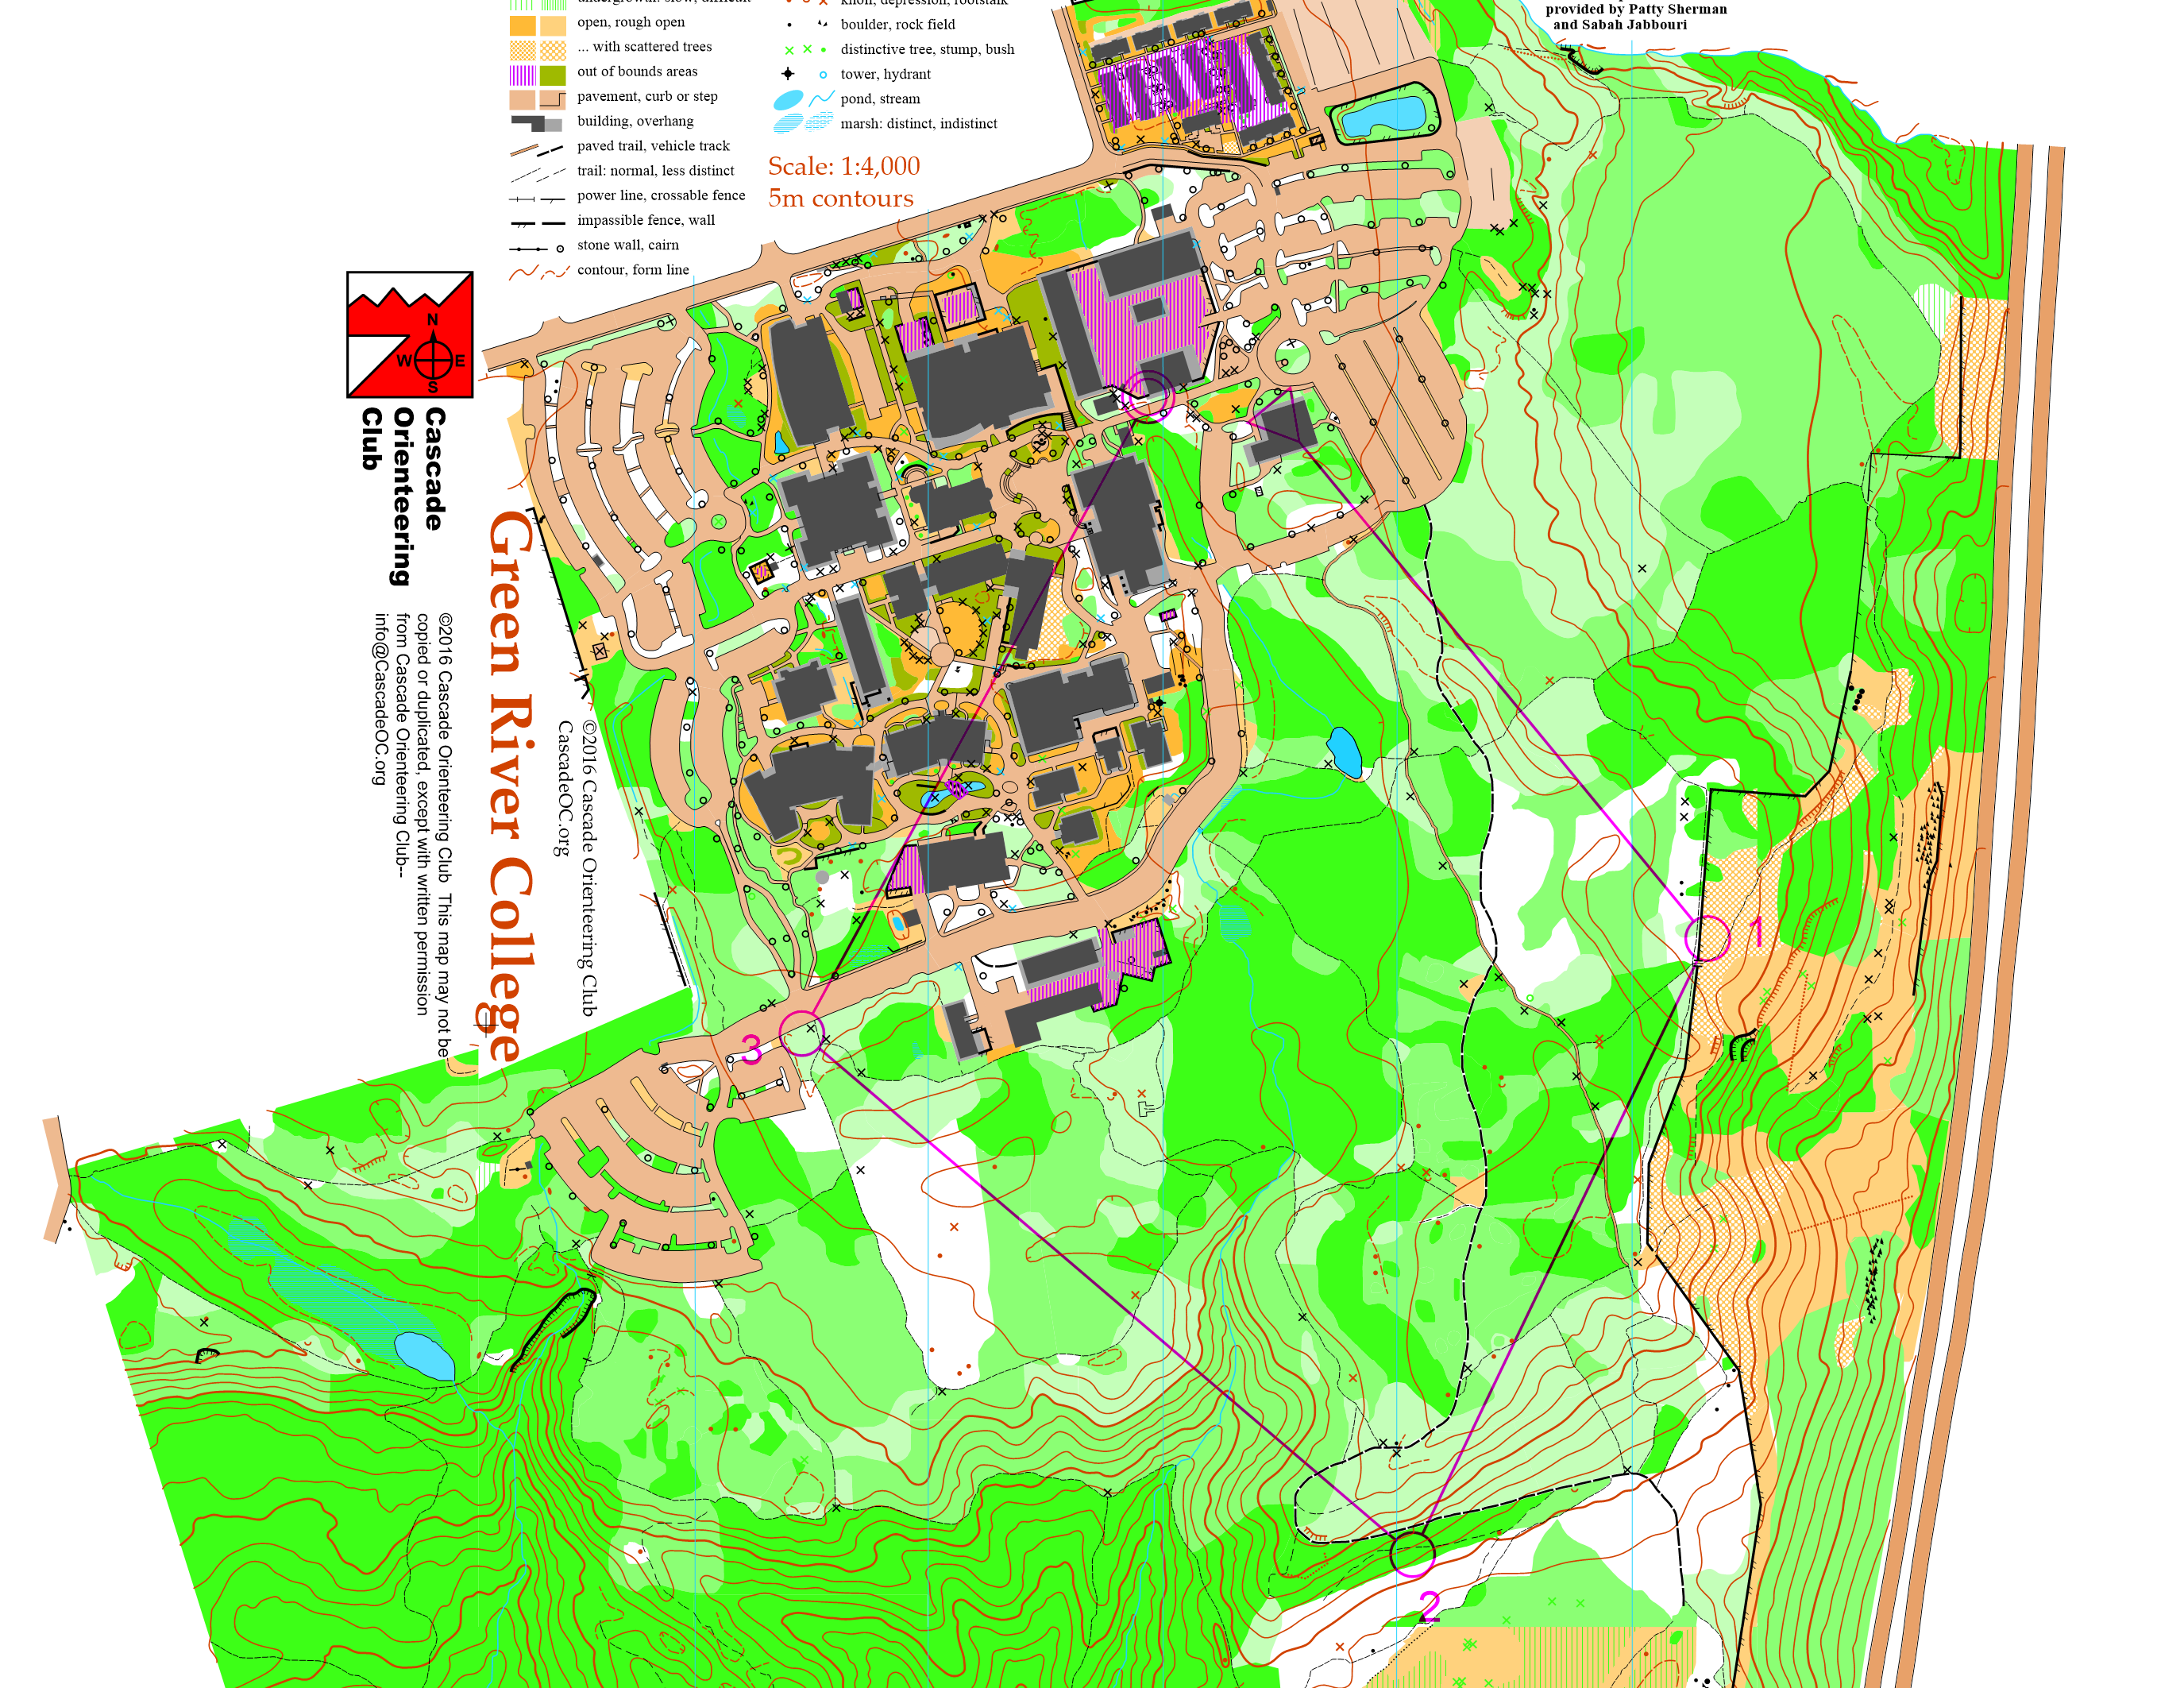 undergrowth: slow, difficult
open, rough open
... with scattered trees
out of bounds areas
pavement, curb or step
building, overhang
paved trail, vehicle track
trail: normal, less distinct
power line, crossable fence
impassible fence, wall
stone wall, cairn
contour, form line
knoll, depression, rootstalk
boulder, rock field
distinctive tree, stump, bush
tower, hydrant
pond, stream
marsh: distinct, indistinct
Scale: 1:4,000
5m contours
provided by Patty Sherman
and Sabah Jabbouri
N
W E
S
Cascade
Orienteering
Club
©2016 Cascade Orienteering Club This map may not be
copied or duplicated, except with written permission
from Cascade Orienteering Club--
info@CascadeOC.org
Green River College
©2016 Cascade Orienteering Club
CascadeOC.org
1
2
3